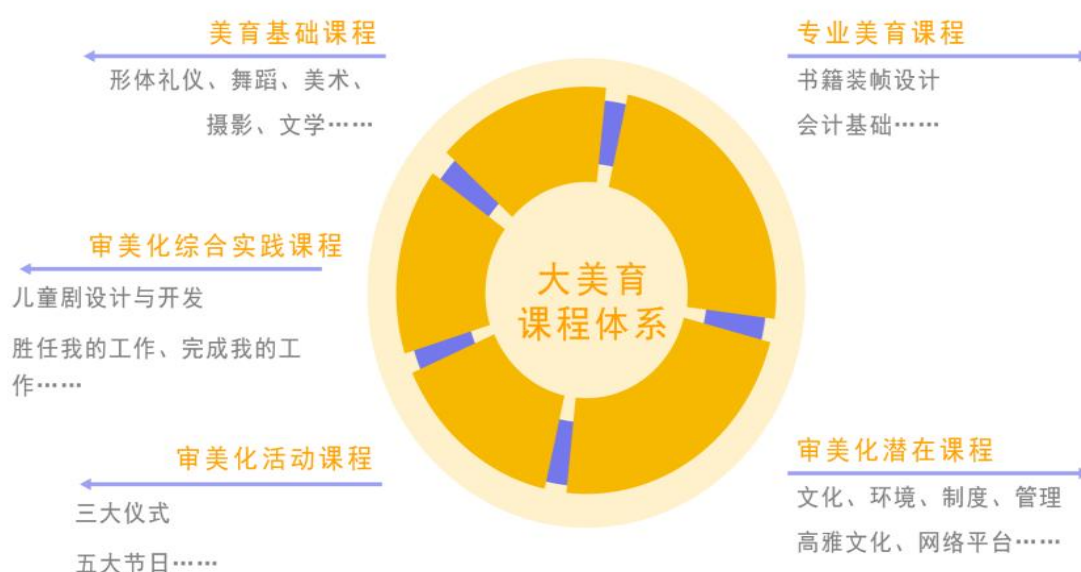 美育基础课程
形体礼仪、舞蹈、美术、
摄影、文学……
专业美育课程
书籍装帧设计
会计基础……
审美化综合实践课程
儿童剧设计与开发
胜任我的工作、完成我的工
作……
大美育
课程体系
审美化活动课程
三大仪式
五大节日……
审美化潜在课程
文化、环境、制度、管理
高雅文化、网络平台……